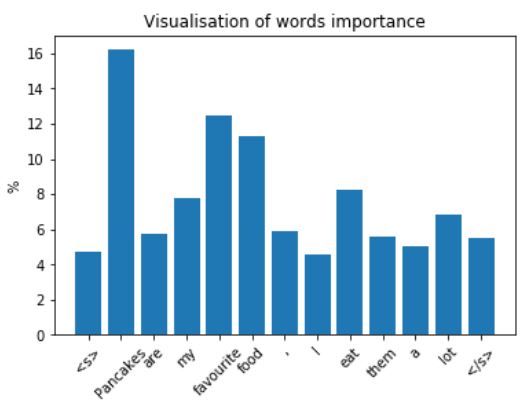 Visualisation of words importance
16
14
12
10
8
6
4
2
0
%
<s>
Pancakes
are
my
favourite
food
,
I
eat
them
a
lot
</s>